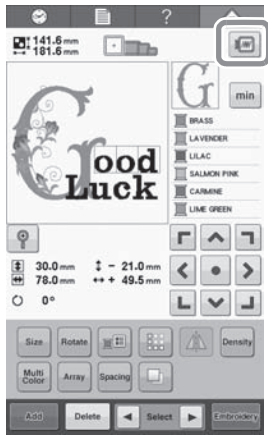 ?
141.6 mm
181.6 mm
G
min
BRASS
LAVENDER
LILAC
SALMON PINK
CARMINE
LIME GREEN
Good
Luck
30.0 mm - 21.0 mm
78.0 mm + 49.5 mm
0°
Size Rotate Density
Multi Color Array Spacing
Add Delete Select Embroidery